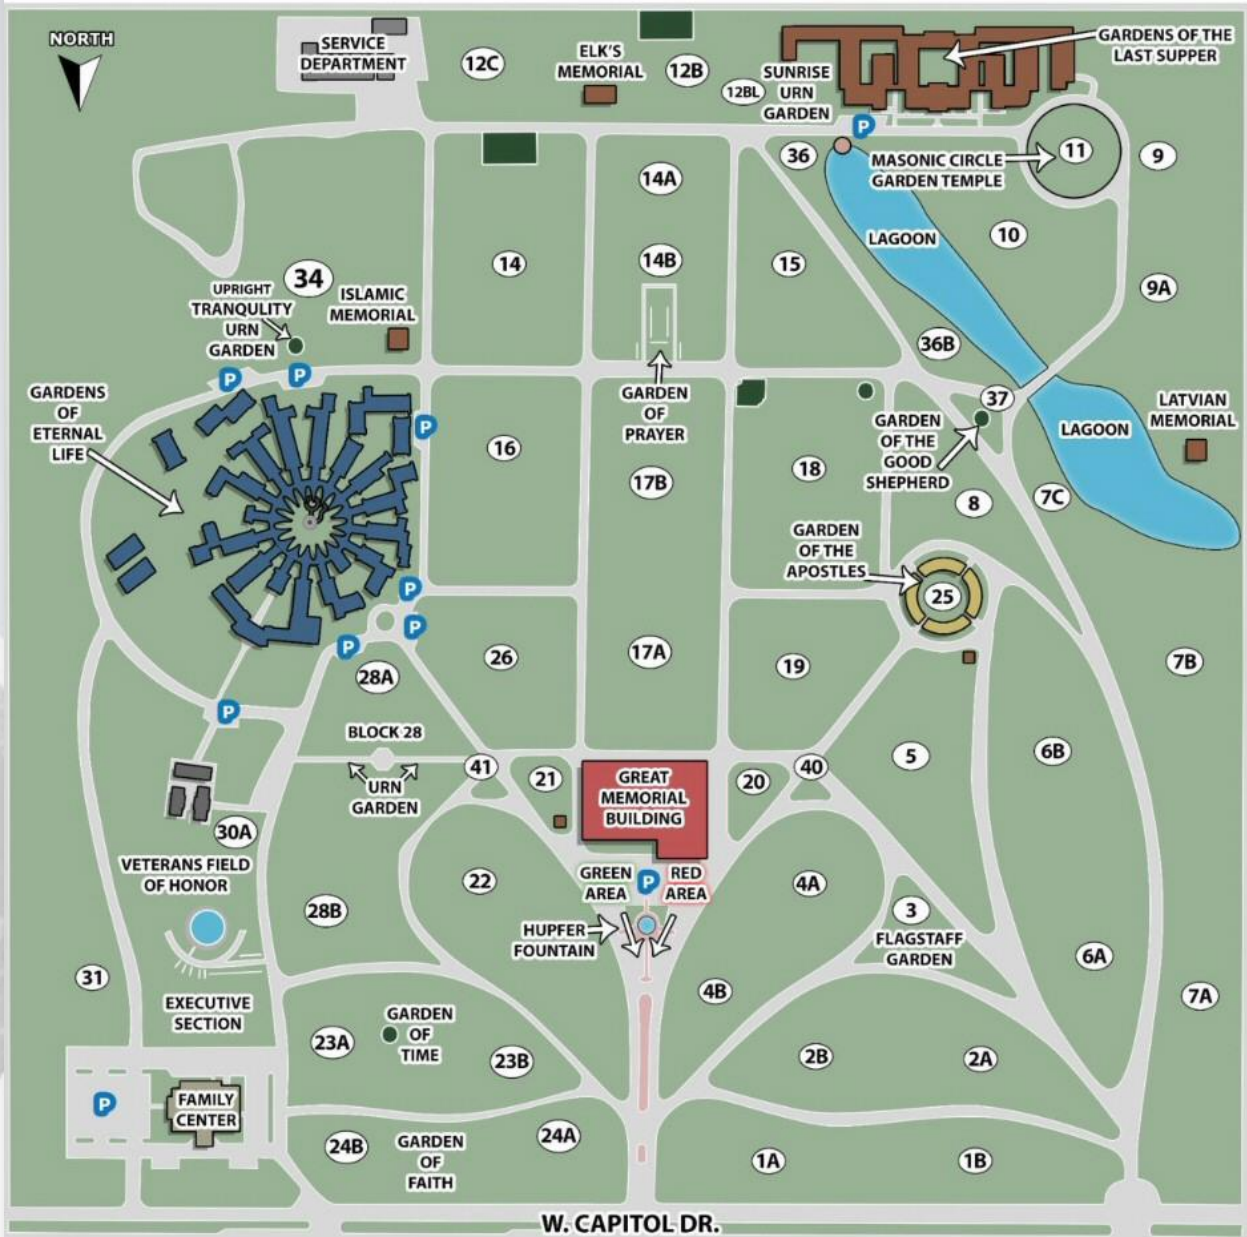 NORTH
SERVICE
DEPARTMENT
12C
ELK'S
MEMORIAL
12B
12BL
SUNRISE
URN
GARDEN
GARDENS OF THE
LAST SUPPER
P
36
MASONIC CIRCLE
GARDEN TEMPLE
11
9
14A
LAGOON
10
14
14B
15
9A
34
UPRIGHT
TRANQULITY
URN
GARDEN
ISLAMIC
MEMORIAL
36B
P
P
GARDENS
OF
ETERNAL
LIFE
P
GARDEN
OF
PRAYER
37
GARDEN
OF THE
GOOD
SHEPHERD
LAGOON
LATVIAN
MEMORIAL
16
17B
18
8
7C
GARDEN
OF THE
APOSTLES
25
P
P
P
28A
26
17A
19
7B
P
BLOCK 28
URN
GARDEN
41
21
GREAT
MEMORIAL
BUILDING
20
40
5
6B
30A
VETERANS FIELD
OF HONOR
28B
22
GREEN
AREA
P
RED
AREA
4A
3
FLAGSTAFF
GARDEN
HUPFER
FOUNTAIN
6A
31
EXECUTIVE
SECTION
4B
7A
23A
GARDEN
OF
TIME
23B
2B
2A
P
FAMILY
CENTER
24B
GARDEN
OF
FAITH
24A
1A
1B
W. CAPITOL DR.